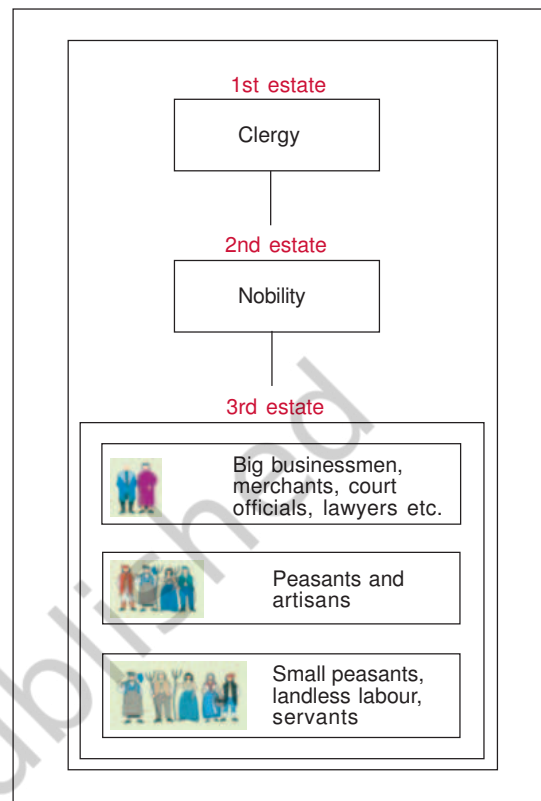 1st estate
Clergy
2nd estate
Nobility
3rd estate
Big businessmen,
merchants, court
officials, lawyers etc.
Peasants and
artisans
Small peasants,
landless labour,
servants